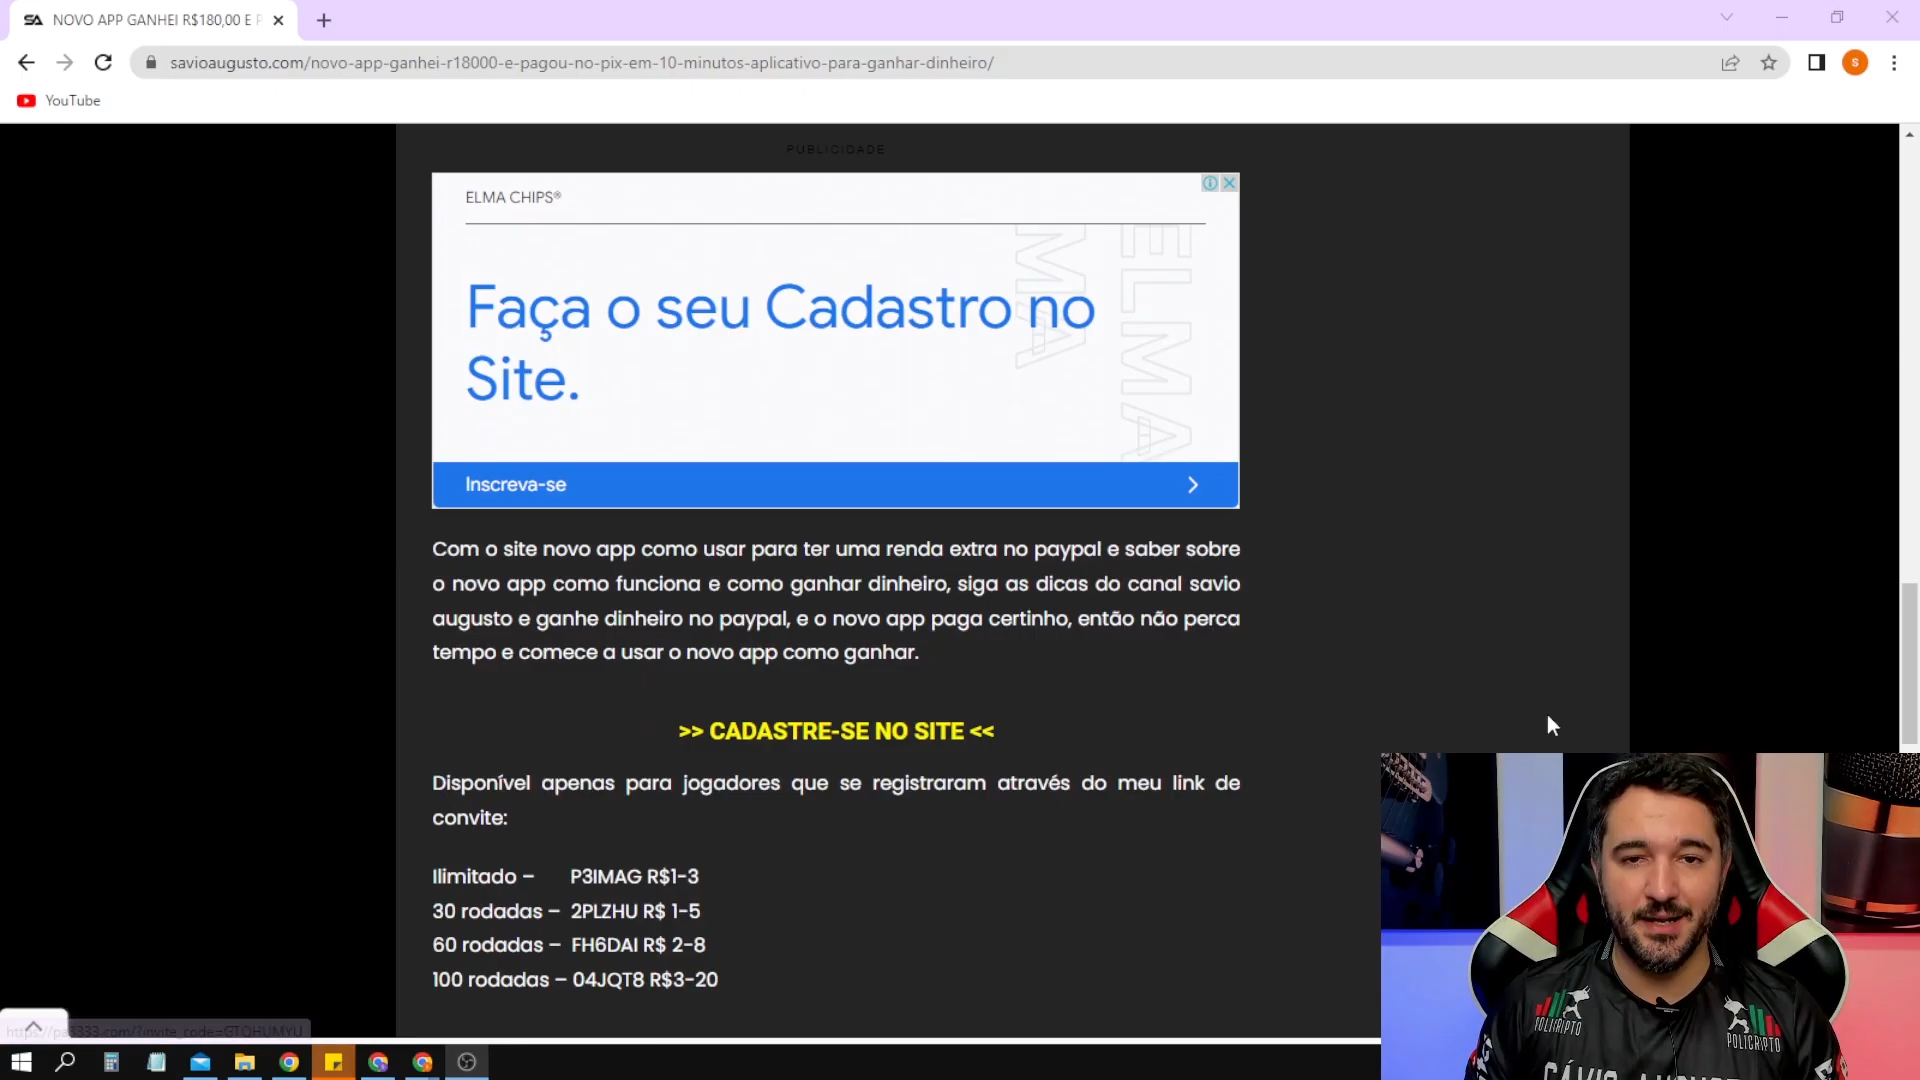 SA NOVO APP GANHEI R$180,00 E P
savioaugusto.com/novo-app-ganhei-r18000-e-pagou-no-pix-em-10-minutos-aplicativo-para-ganhar-dinheiro/
S
YouTube
PUBLICIDADE
ELMA CHIPS®
ELMA
MA
Faça o seu Cadastro no
Site.
Inscreva-se
Com o site novo app como usar para ter uma renda extra no paypal e saber sobre
o novo app como funciona e como ganhar dinheiro, siga as dicas do canal savio
augusto e ganhe dinheiro no paypal, e o novo app paga certinho, então não perca
tempo e comece a usar o novo app como ganhar.
>> CADASTRE-SE NO SITE <<
Disponível apenas para jogadores que se registraram através do meu link de
convite:
Ilimitado – P3IMAG R$1-3
30 rodadas – 2PLZHU R$ 1-5
60 rodadas – FH6DAI R$ 2-8
100 rodadas – 04JQT8 R$3-20
POLICRIPTO
POLICRIPTO